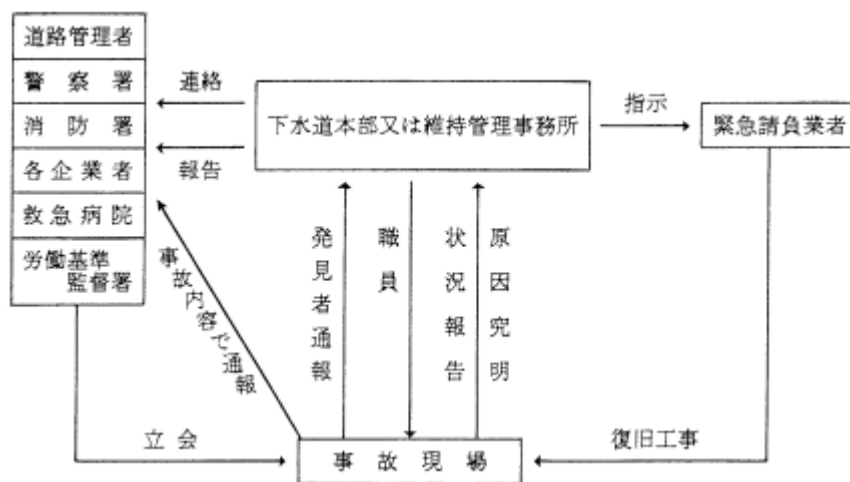 道路管理者
警察署
消防署
各企業者
救急病院
労働基準
監督署
連絡
報告
下水道本部又は維持管理事務所
指示
緊急請負業者
事故内容で通報
発見者通報
職員
状況報告
原因究明
立会
事故現場
復旧工事